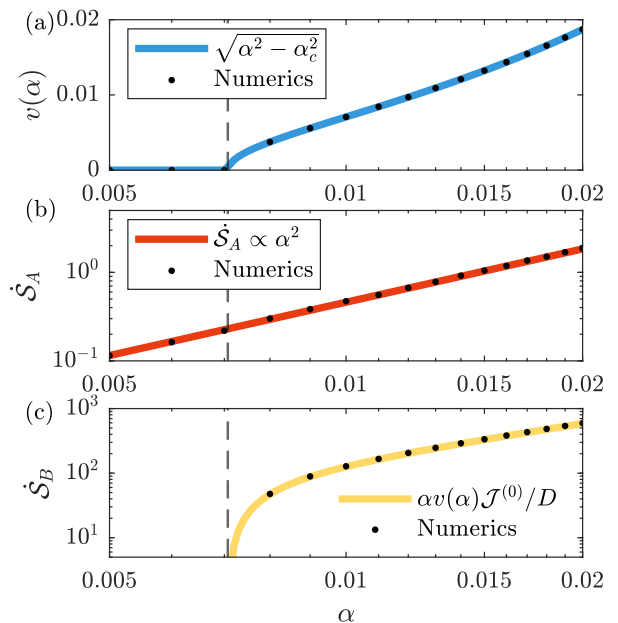 (a)
0.02
0.01
0
v(α)
√α² − α_c²
Numerics
0.005
0.01
0.015
0.02
(b)
10⁰
10⁻¹
Ṡ_A
Ṡ_A ∝ α²
Numerics
0.005
0.01
0.015
0.02
(c)
10³
10²
10¹
Ṡ_B
αv(α)𝒥⁽⁰⁾/D
Numerics
0.005
0.01
0.015
0.02
α